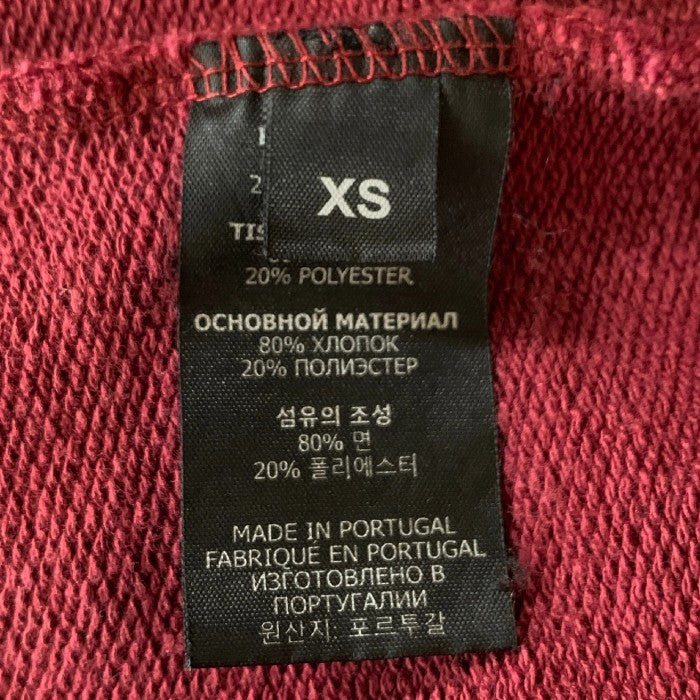 XS
20% POLYESTER
ОСНОВНОЙ МАТЕРИАЛ
80% ХЛОПОК
20% ПОЛИЭСТЕР
섬유의 조성
80% 면
20% 폴리에스터
MADE IN PORTUGAL
FABRIQUÉ EN PORTUGAL
ИЗГОТОВЛЕНО В
ПОРТУГАЛИИ
원산지: 포르투갈